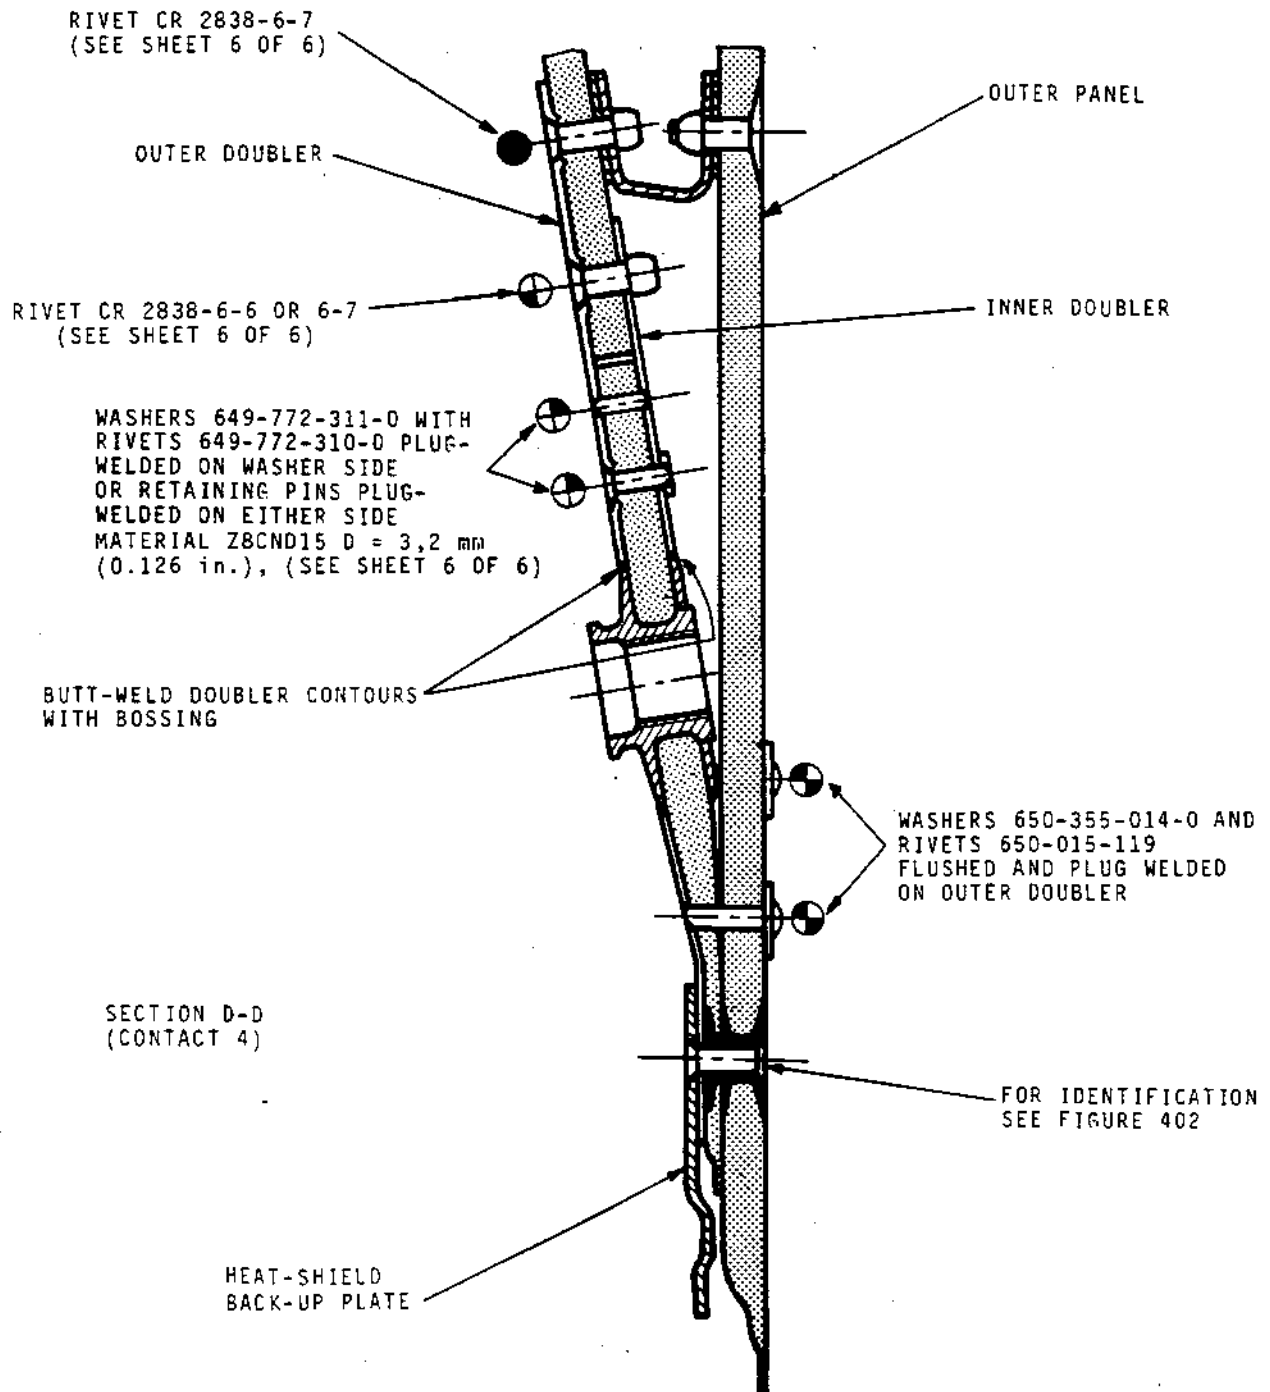 RIVET CR 2838-6-7
(SEE SHEET 6 OF 6)
OUTER PANEL
OUTER DOUBLER
RIVET CR 2838-6-6 OR 6-7
(SEE SHEET 6 OF 6)
INNER DOUBLER
WASHERS 649-772-311-0 WITH
RIVETS 649-772-310-0 PLUG-
WELDED ON WASHER SIDE
OR RETAINING PINS PLUG-
WELDED ON EITHER SIDE
MATERIAL Z8CND15 D = 3,2 mm
(0.126 in.), (SEE SHEET 6 OF 6)
BUTT-WELD DOUBLER CONTOURS
WITH BOSSING
WASHERS 650-355-014-0 AND
RIVETS 650-015-119
FLUSHED AND PLUG WELDED
ON OUTER DOUBLER
SECTION D-D
(CONTACT 4)
FOR IDENTIFICATION
SEE FIGURE 402
HEAT-SHIELD
BACK-UP PLATE